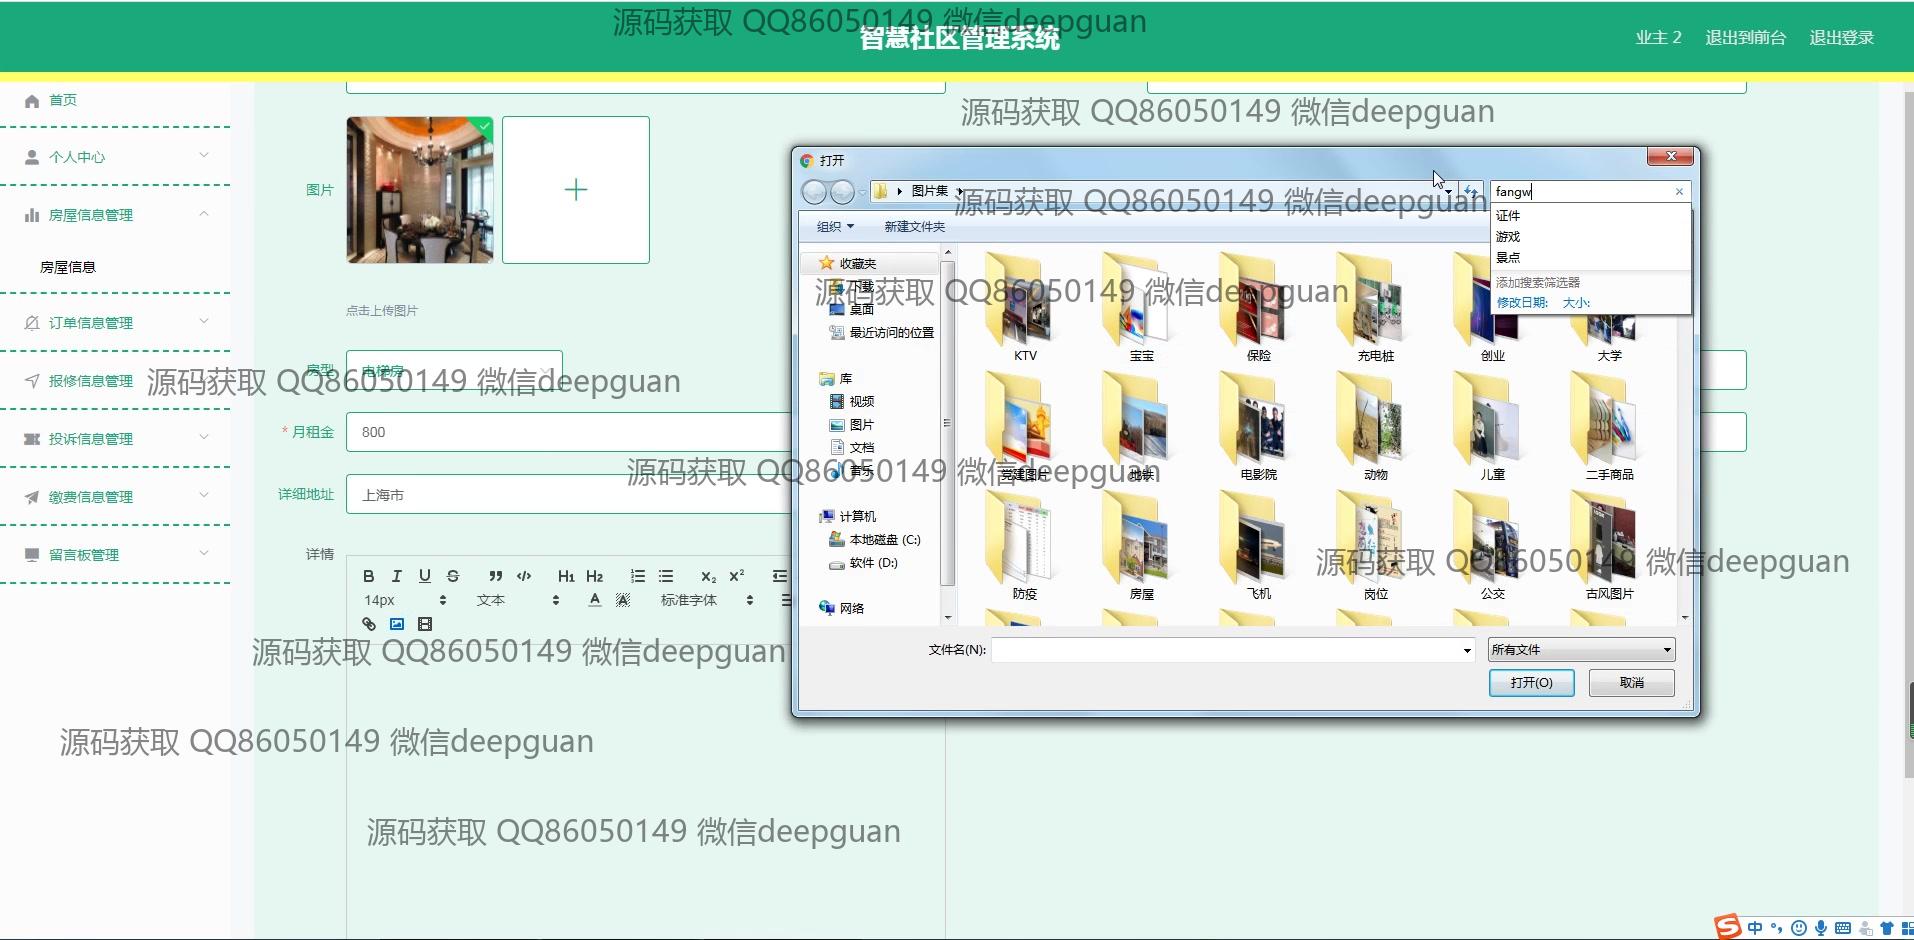 源码获取 QQ86050149 微信deepguan
智慧社区管理系统
业主 2
退出到前台
退出登录
首页
个人中心
房屋信息管理
房屋信息
订单信息管理
报修信息管理
投诉信息管理
缴费信息管理
留言板管理
源码获取 QQ86050149 微信deepguan
图片
点击上传图片
房型
电梯房
源码获取 QQ86050149 微信deepguan
* 月租金
800
详细地址
上海市
详情
B I U S ” </> H1 H2 X₂ X²
14px
文本
A
A
标准字体
打开
图片集
源码获取 QQ86050149 微信deepguan
fangw
证件
游戏
景点
添加搜索筛选器
修改日期:
大小:
组织
新建文件夹
收藏夹
下载
桌面
最近访问的位置
源码获取 QQ86050149 微信deepguan
库
视频
图片
文档
音乐
源码获取 QQ86050149 微信deepguan
计算机
本地磁盘 (C:)
软件 (D:)
网络
KTV
宝宝
保险
充电桩
创业
大学
党建图片
地铁
电影院
动物
儿童
二手商品
源码获取 QQ86050149 微信deepguan
防疫
房屋
飞机
岗位
公交
古风图片
文件名(N):
所有文件
打开(O)
取消
源码获取 QQ86050149 微信deepguan
源码获取 QQ86050149 微信deepguan
源码获取 QQ86050149 微信deepguan
S 中